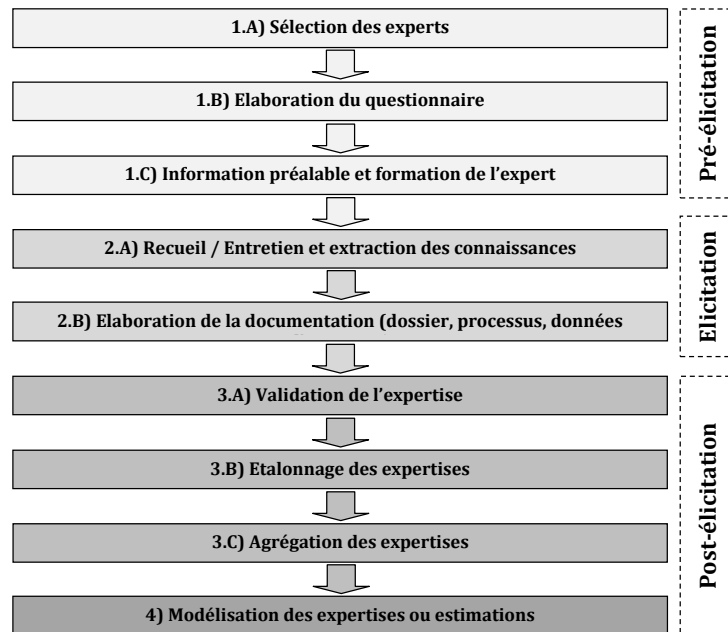 1.A) Sélection des experts
1.B) Elaboration du questionnaire
1.C) Information préalable et formation de l'expert
Pré-élicitation
2.A) Recueil / Entretien et extraction des connaissances
2.B) Elaboration de la documentation (dossier, processus, données
Elicitation
3.A) Validation de l'expertise
3.B) Etalonnage des expertises
3.C) Agrégation des expertises
4) Modélisation des expertises ou estimations
Post-élicitation